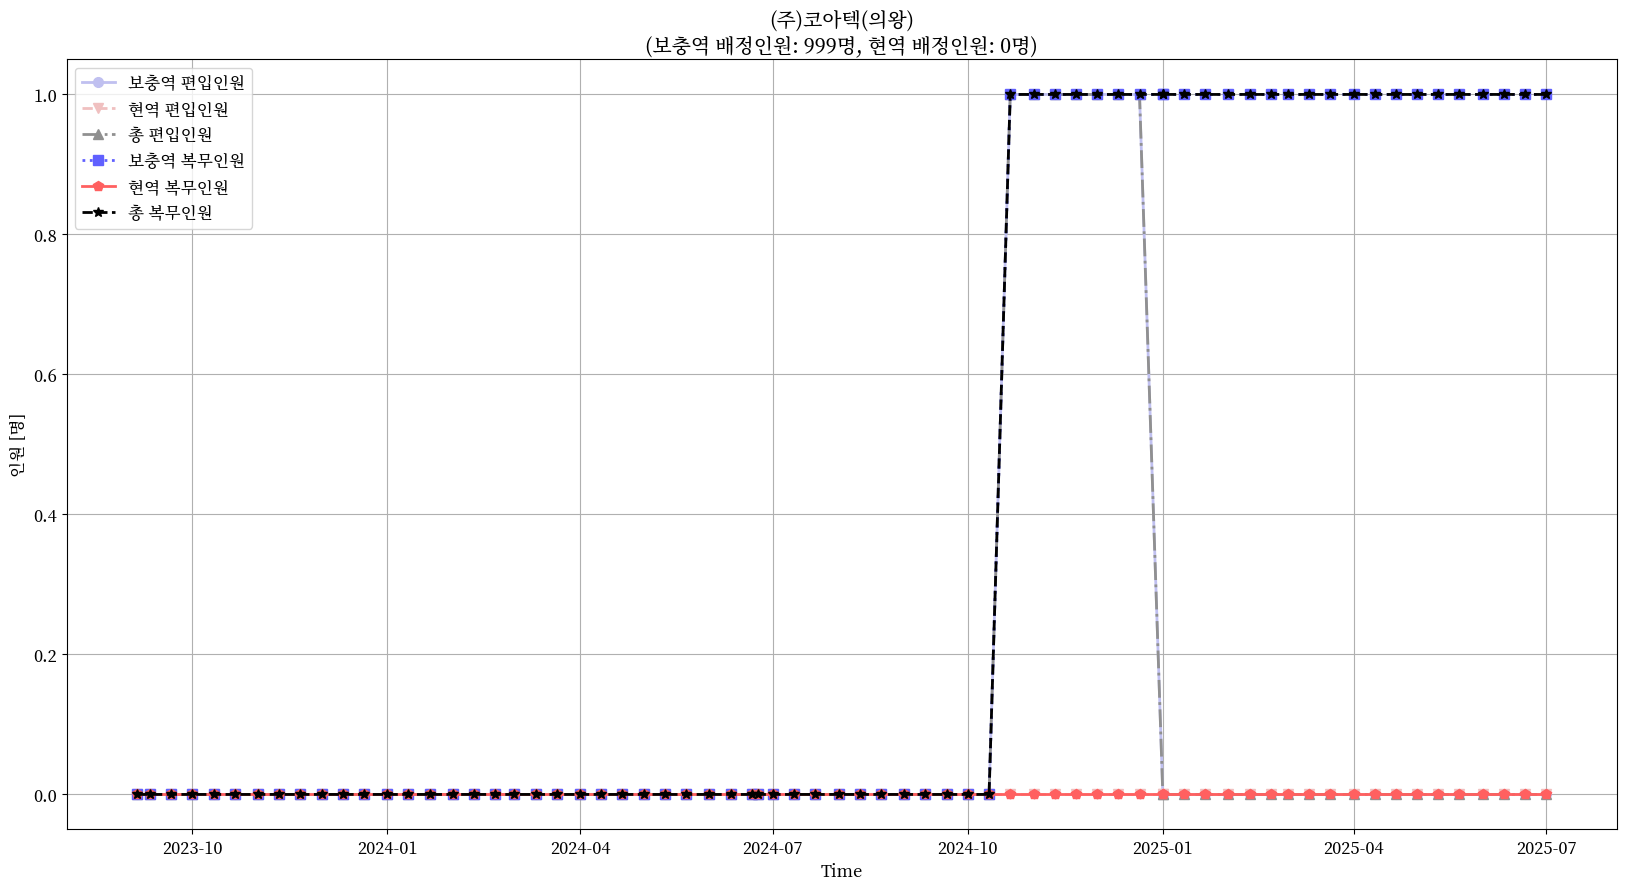 (주)코아텍(의왕)
(보충역 배정인원: 999명, 현역 배정인원: 0명)
보충역 편입인원
현역 편입인원
총 편입인원
보충역 복무인원
현역 복무인원
총 복무인원
1.0
0.8
0.6
0.4
0.2
0.0
인원 [명]
2023-10
2024-01
2024-04
2024-07
2024-10
2025-01
2025-04
2025-07
Time